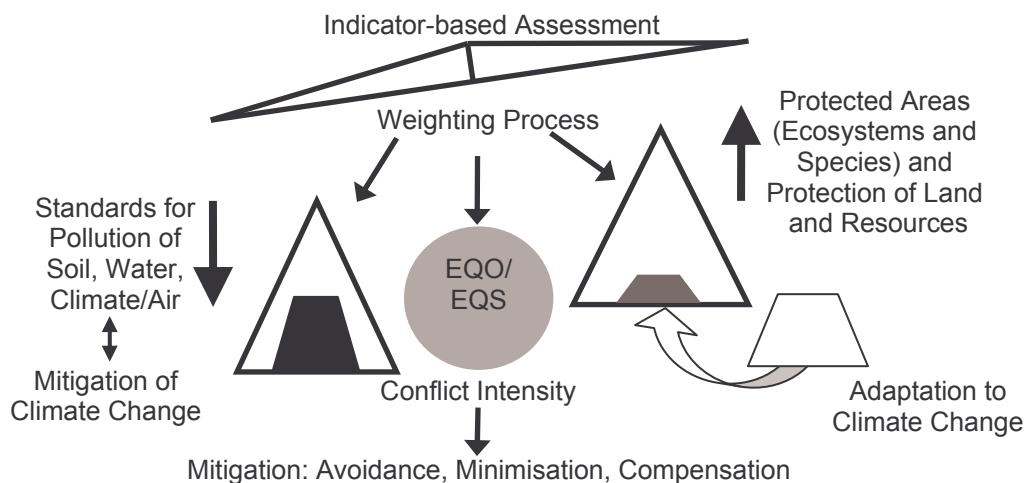 Indicator-based Assessment
Weighting Process
Protected Areas
(Ecosystems and
Species) and
Protection of Land
and Resources
Standards for
Pollution of
Soil, Water,
Climate/Air
Mitigation of
Climate Change
EQO/
EQS
Conflict Intensity
Adaptation to
Climate Change
Mitigation: Avoidance, Minimisation, Compensation